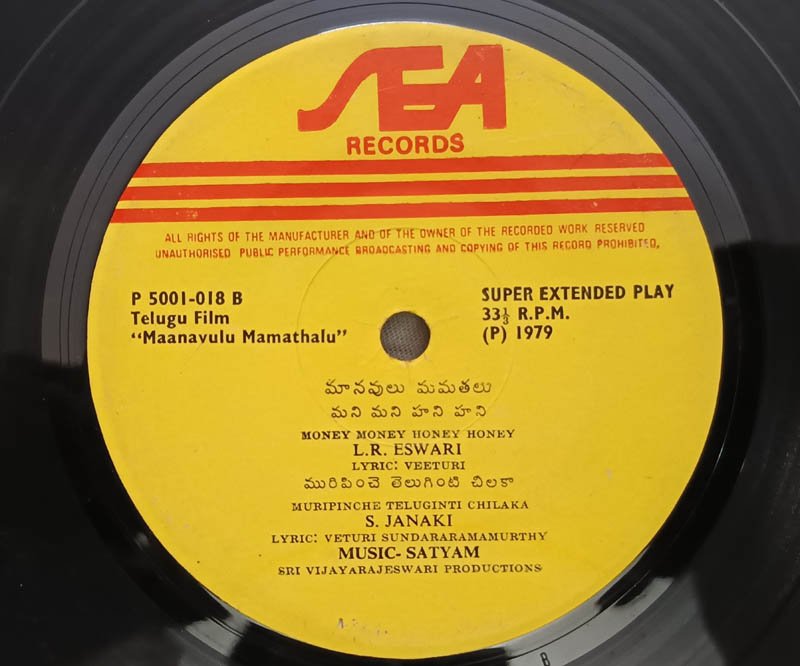 SEA
RECORDS
ALL RIGHTS OF THE MANUFACTURER AND OF THE OWNER OF THE RECORDED WORK RESERVED
UNAUTHORISED PUBLIC PERFORMANCE BROADCASTING AND COPYING OF THIS RECORD PROHIBITED.
P 5001-018 B
Telugu Film
"Maanavulu Mamathalu"
SUPER EXTENDED PLAY
33⅓ R.P.M.
(P) 1979
మానవులు మమతలు
మని మని హని హని
MONEY MONEY HONEY HONEY
L.R. ESWARI
LYRIC: VEETURI
మురిపించె తెలుగింటి చిలకా
MURIPINCHE TELUGINTI CHILAKA
S. JANAKI
LYRIC: VETURI SUNDARARAMAMURTHY
MUSIC- SATYAM
SRI VIJAYARAJESWARI PRODUCTIONS
B